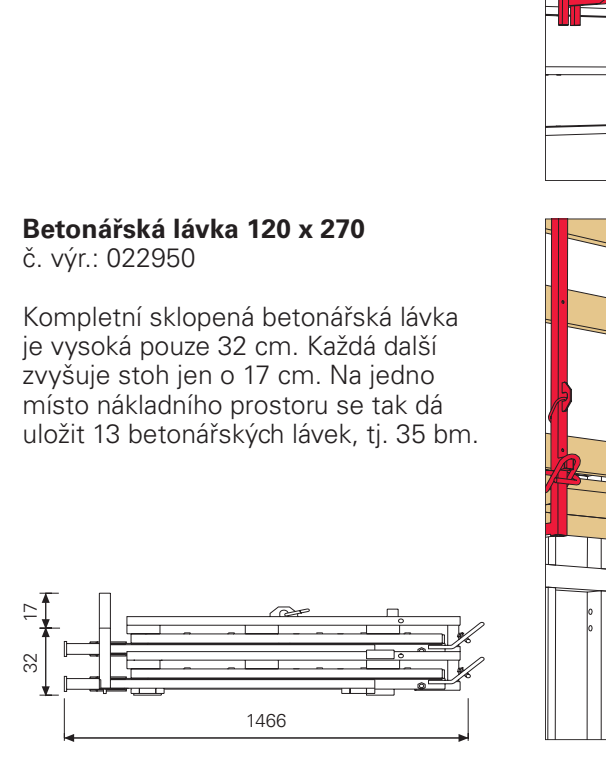 Betonářská lávka 120 x 270
č. výr.: 022950
Kompletní sklopená betonářská lávka
je vysoká pouze 32 cm. Každá další
zvyšuje stoh jen o 17 cm. Na jedno
místo nákladního prostoru se tak dá
uložit 13 betonářských lávek, tj. 35 bm.
17
32
1466